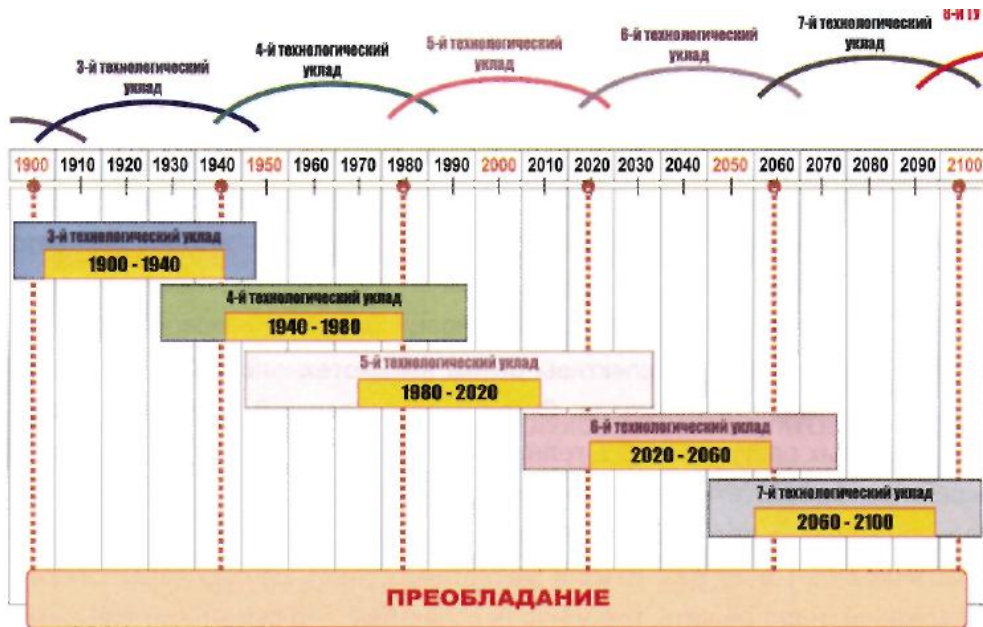 8-й ТУ
7-й технологический
уклад
6-й технологический
уклад
5-й технологический
уклад
4-й технологический
уклад
3-й технологический
уклад
1900 1910 1920 1930 1940 1950 1960 1970 1980 1990 2000 2010 2020 2030 2040 2050 2060 2070 2080 2090 2100
3-й технологический уклад
1900 - 1940
4-й технологический уклад
1940 - 1980
5-й технологический уклад
1980 - 2020
6-й технологический уклад
2020 - 2060
7-й технологический уклад
2060 - 2100
ПРЕОБЛАДАНИЕ